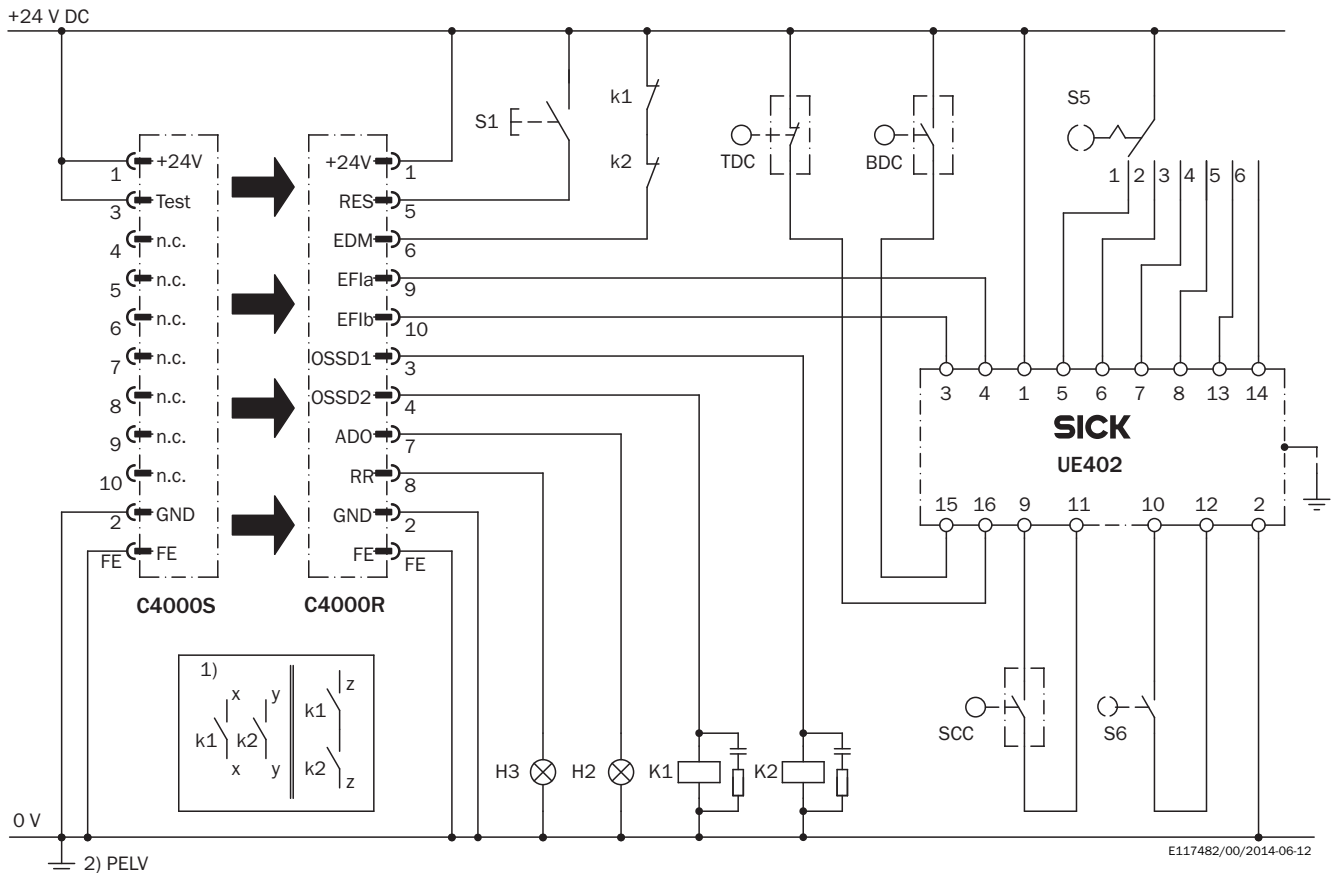 +24 V DC
S1
k1
k2
TDC
BDC
S5
1 2 3 4 5 6
+24V
1
Test
3
n.c.
4
n.c.
5
n.c.
6
n.c.
7
n.c.
8
n.c.
9
n.c.
10
GND
2
FE
FE
C4000S
+24V
1
RES
5
EDM
6
EFIa
9
EFIb
10
OSSD1
3
OSSD2
4
ADO
7
RR
8
GND
2
FE
FE
C4000R
3 4 1 5 6 7 8 13 14
SICK
UE402
15 16 9 11 10 12 2
SCC
S6
1)
x y z
k1 k2 k1
x y
k2
z
H3
H2
K1
K2
0 V
2) PELV
E117482/00/2014-06-12